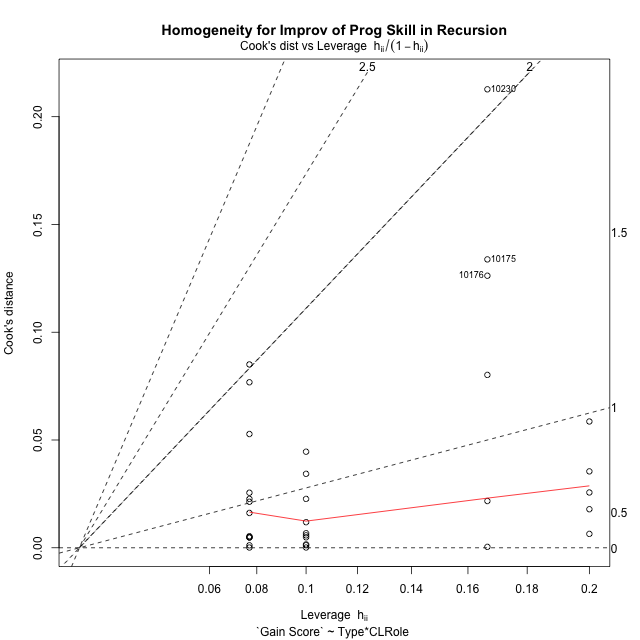 Homogeneity for Improv of Prog Skill in Recursion
Cook's dist vs Leverage hii/(1 − hii)
2.5
2
10230
0.20
1.5
0.15
10175
10176
Cook's distance
0.10
1
0.05
0.5
0.00
0
0.06 0.08 0.1 0.12 0.14 0.16 0.18 0.2
Leverage hii
`Gain Score` ~ Type*CLRole